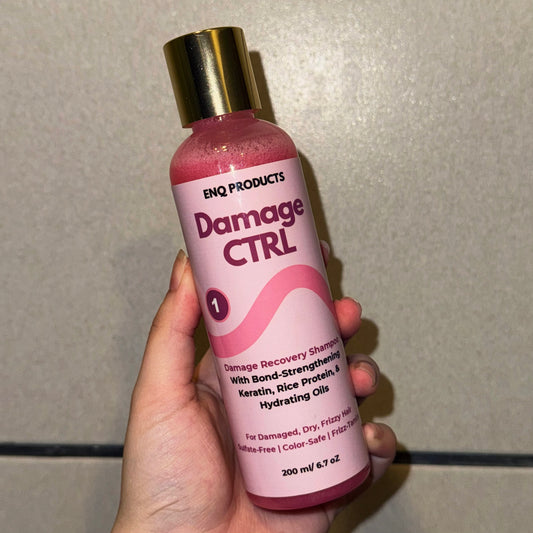 ENQ PRODUCTS
Damage
CTRL
1
Damage Recovery Shampoo
With Bond-Strengthening
Keratin, Rice Protein, &
Hydrating Oils
For Damaged, Dry, Frizzy Hair
Sulfate-Free | Color-Safe |
200 ml/ 6.7 oZ